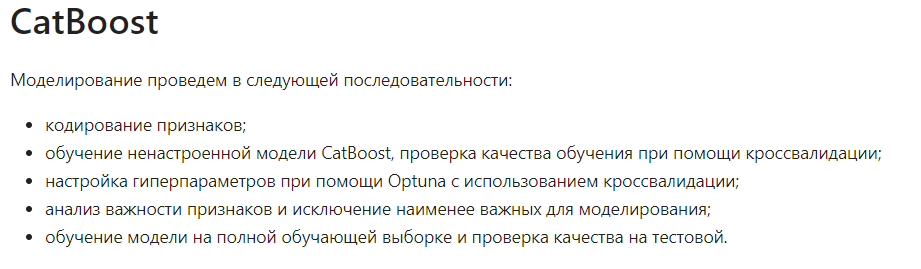 CatBoost
Моделирование проведем в следующей последовательности:
• кодирование признаков;
• обучение ненастроенной модели CatBoost, проверка качества обучения при помощи кроссвалидации;
• настройка гиперпараметров при помощи Optuna с использованием кроссвалидации;
• анализ важности признаков и исключение наименее важных для моделирования;
• обучение модели на полной обучающей выборке и проверка качества на тестовой.